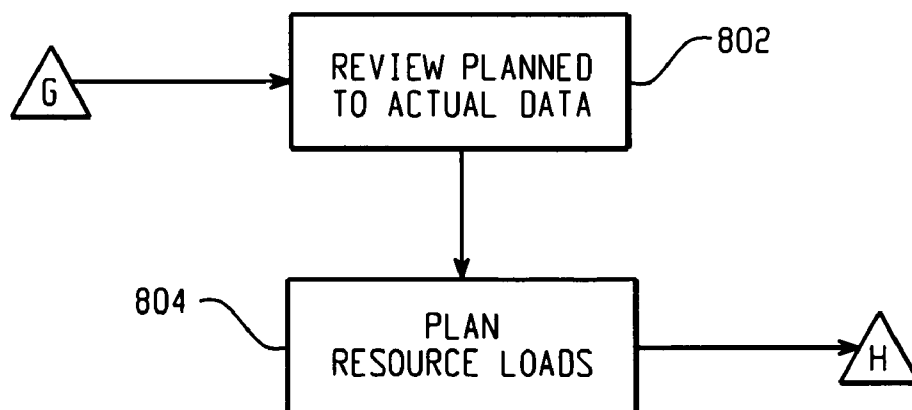 802
G
REVIEW PLANNED
TO ACTUAL DATA
804
PLAN
RESOURCE LOADS
H